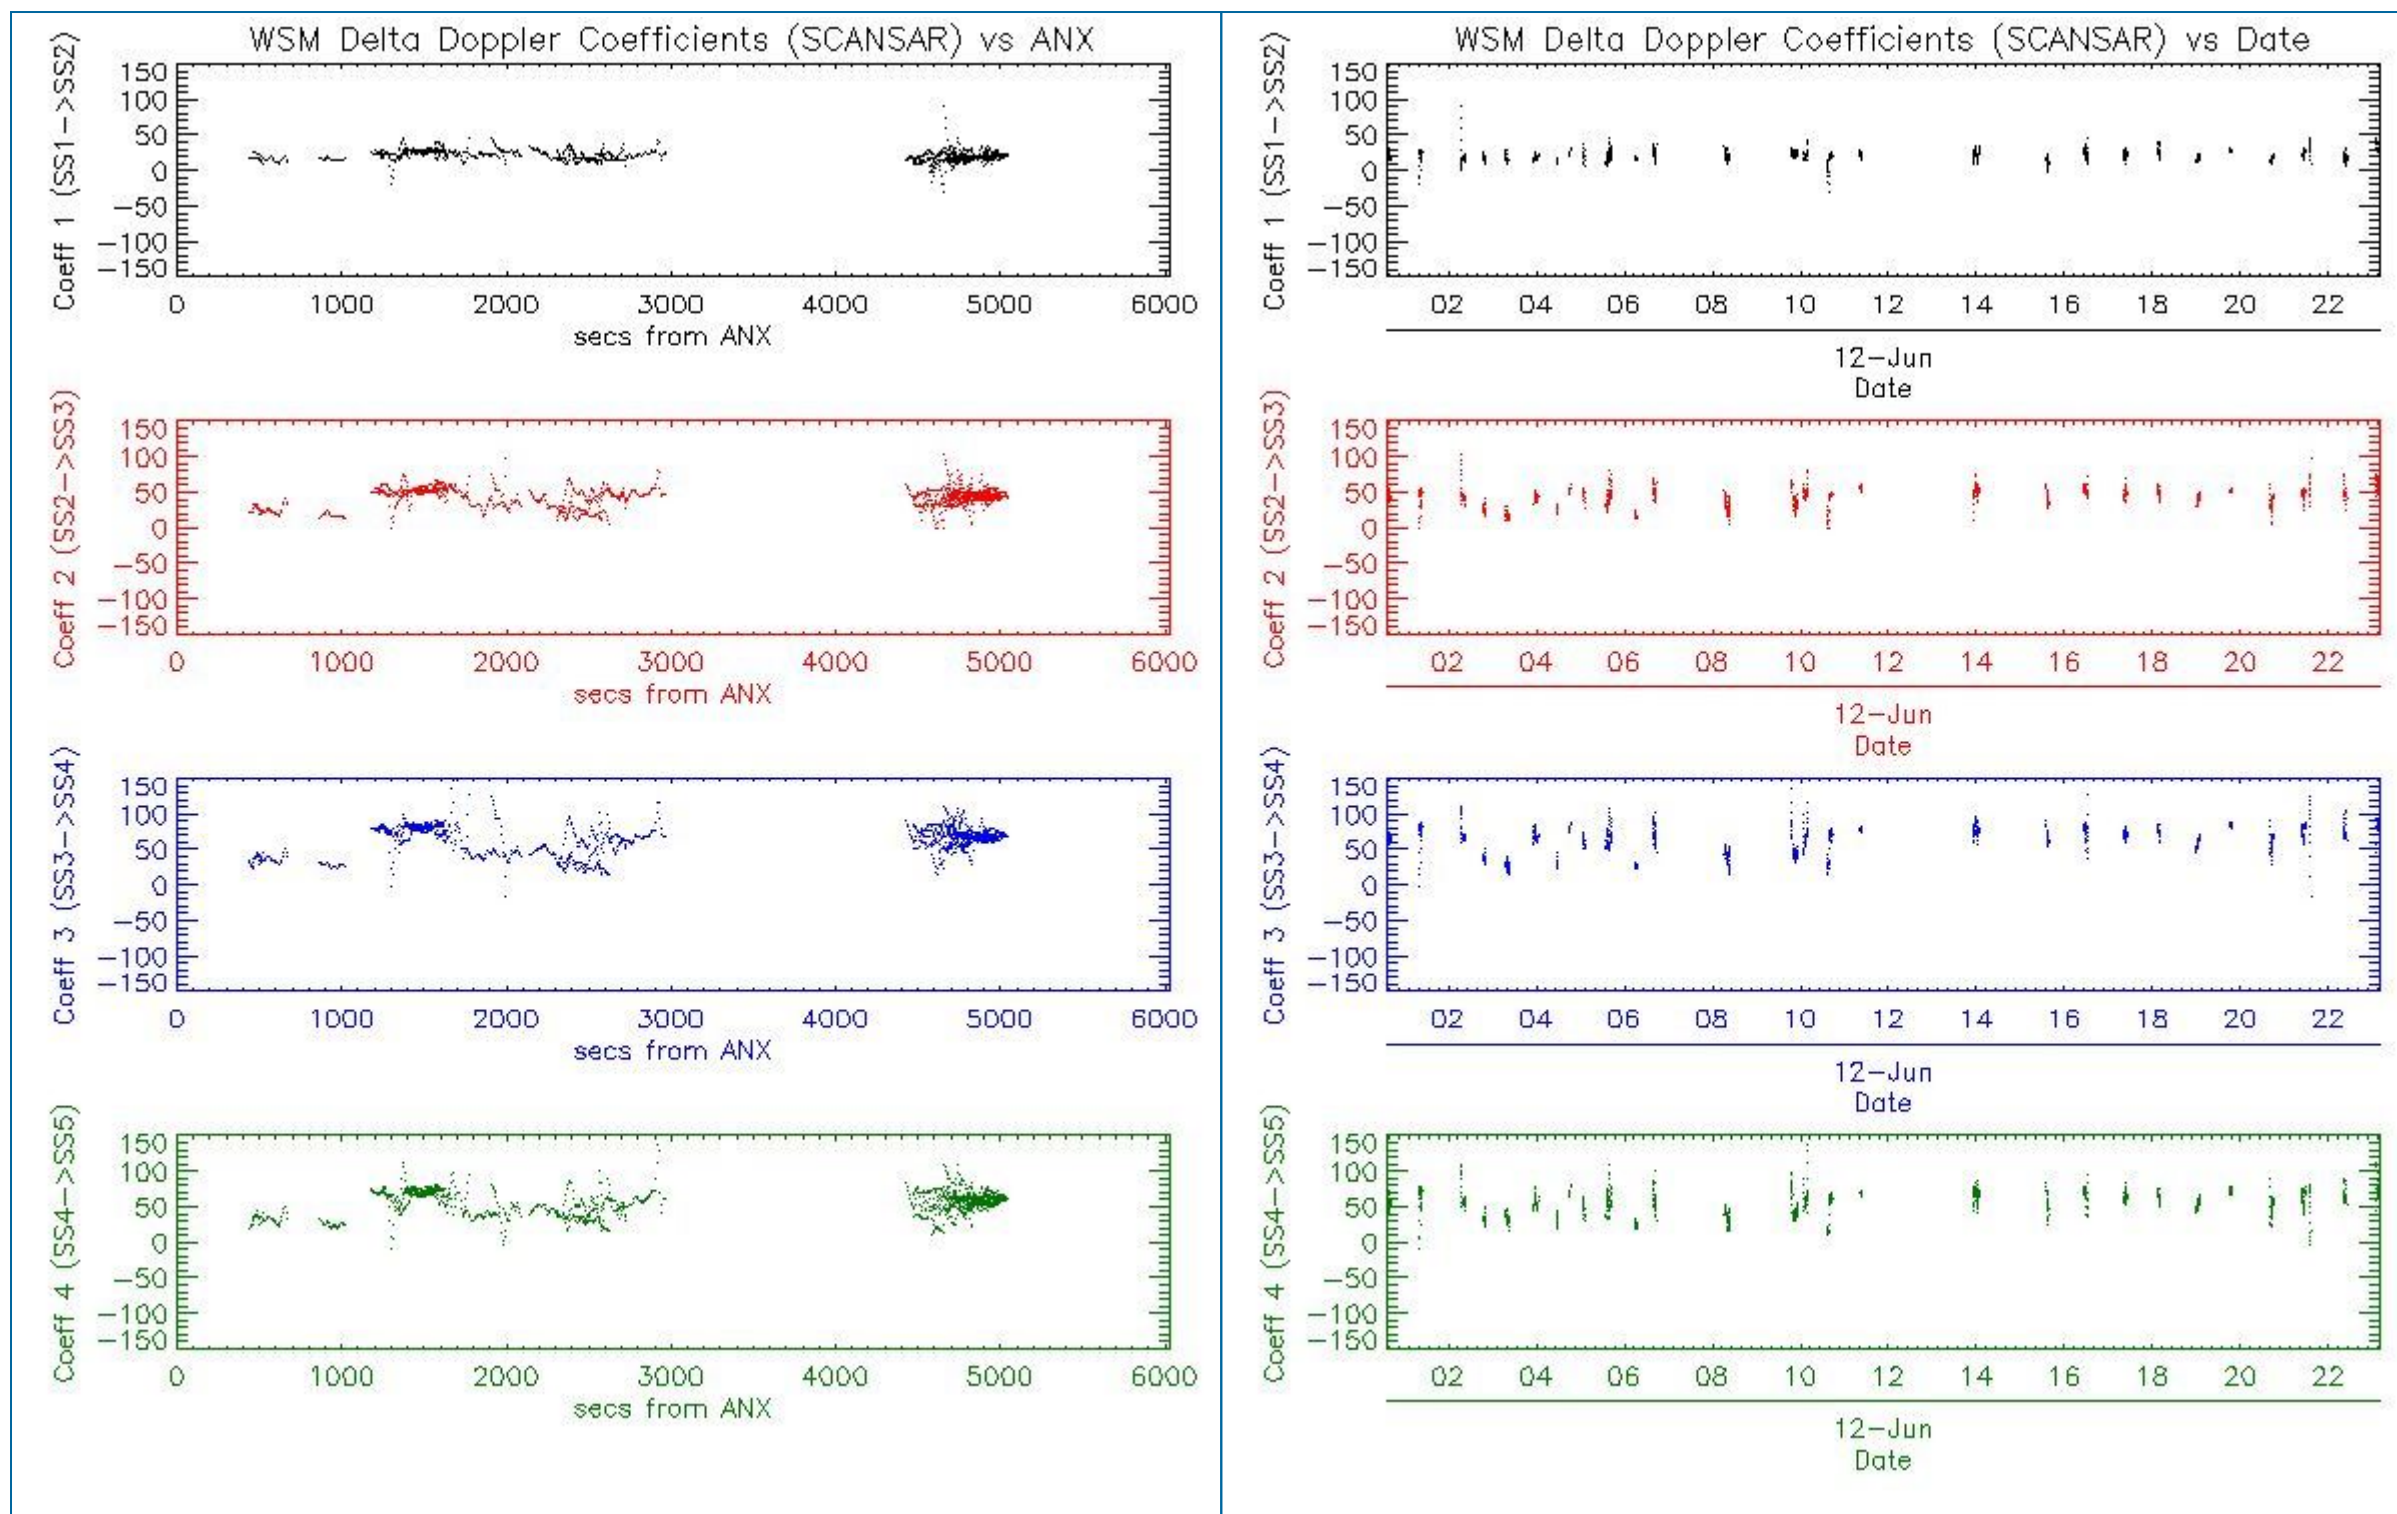 WSM Delta Doppler Coefficients (SCANSAR) vs ANX
Coeff 1 (SS1->SS2)
150
100
50
0
-50
-100
-150
0 1000 2000 3000 4000 5000 6000
secs from ANX
Coeff 2 (SS2->SS3)
150
100
50
0
-50
-100
-150
0 1000 2000 3000 4000 5000 6000
secs from ANX
Coeff 3 (SS3->SS4)
150
100
50
0
-50
-100
-150
0 1000 2000 3000 4000 5000 6000
secs from ANX
Coeff 4 (SS4->SS5)
150
100
50
0
-50
-100
-150
0 1000 2000 3000 4000 5000 6000
secs from ANX
WSM Delta Doppler Coefficients (SCANSAR) vs Date
Coeff 1 (SS1->SS2)
150
100
50
0
-50
-100
-150
02 04 06 08 10 12 14 16 18 20 22
12-Jun
Date
Coeff 2 (SS2->SS3)
150
100
50
0
-50
-100
-150
02 04 06 08 10 12 14 16 18 20 22
12-Jun
Date
Coeff 3 (SS3->SS4)
150
100
50
0
-50
-100
-150
02 04 06 08 10 12 14 16 18 20 22
12-Jun
Date
Coeff 4 (SS4->SS5)
150
100
50
0
-50
-100
-150
02 04 06 08 10 12 14 16 18 20 22
12-Jun
Date